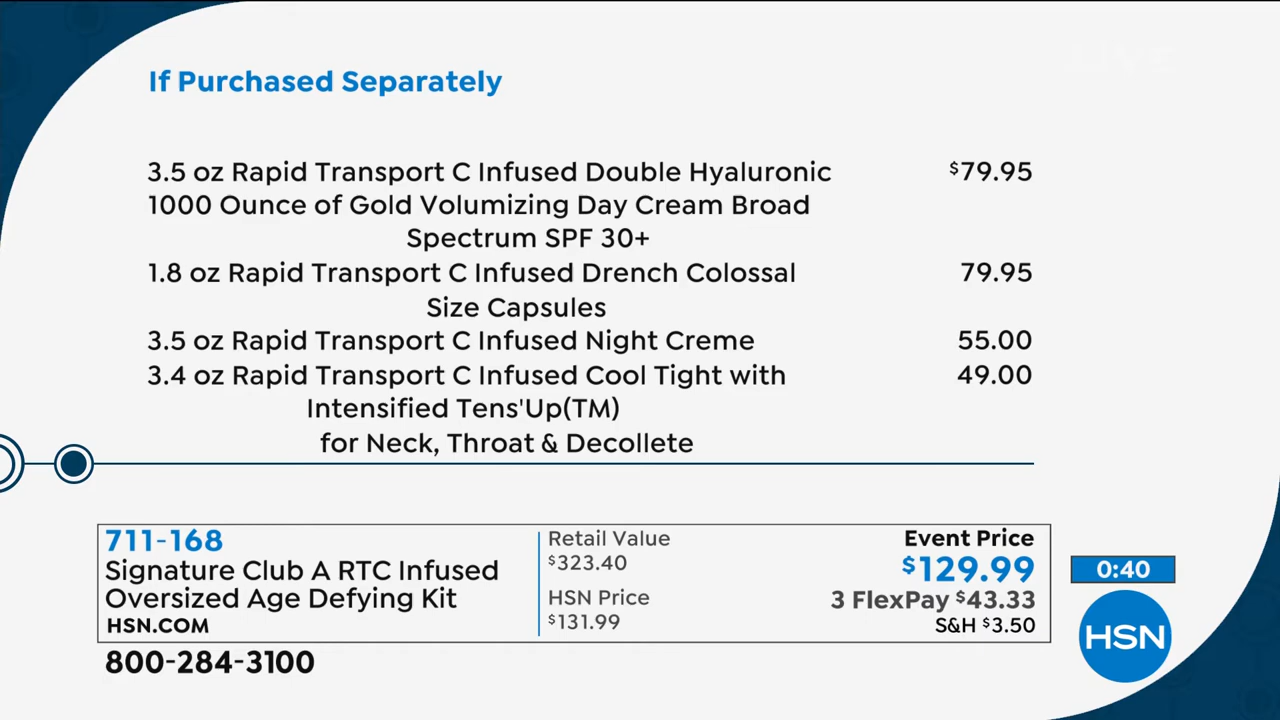 If Purchased Separately
3.5 oz Rapid Transport C Infused Double Hyaluronic $79.95
1000 Ounce of Gold Volumizing Day Cream Broad
Spectrum SPF 30+
1.8 oz Rapid Transport C Infused Drench Colossal 79.95
Size Capsules
3.5 oz Rapid Transport C Infused Night Creme 55.00
3.4 oz Rapid Transport C Infused Cool Tight with 49.00
Intensified Tens'Up(TM)
for Neck, Throat & Decollete
711-168
Signature Club A RTC Infused
Oversized Age Defying Kit
HSN.COM
Retail Value
$323.40
HSN Price
$131.99
Event Price
$129.99
3 FlexPay $43.33
S&H $3.50
0:40
HSN
800-284-3100